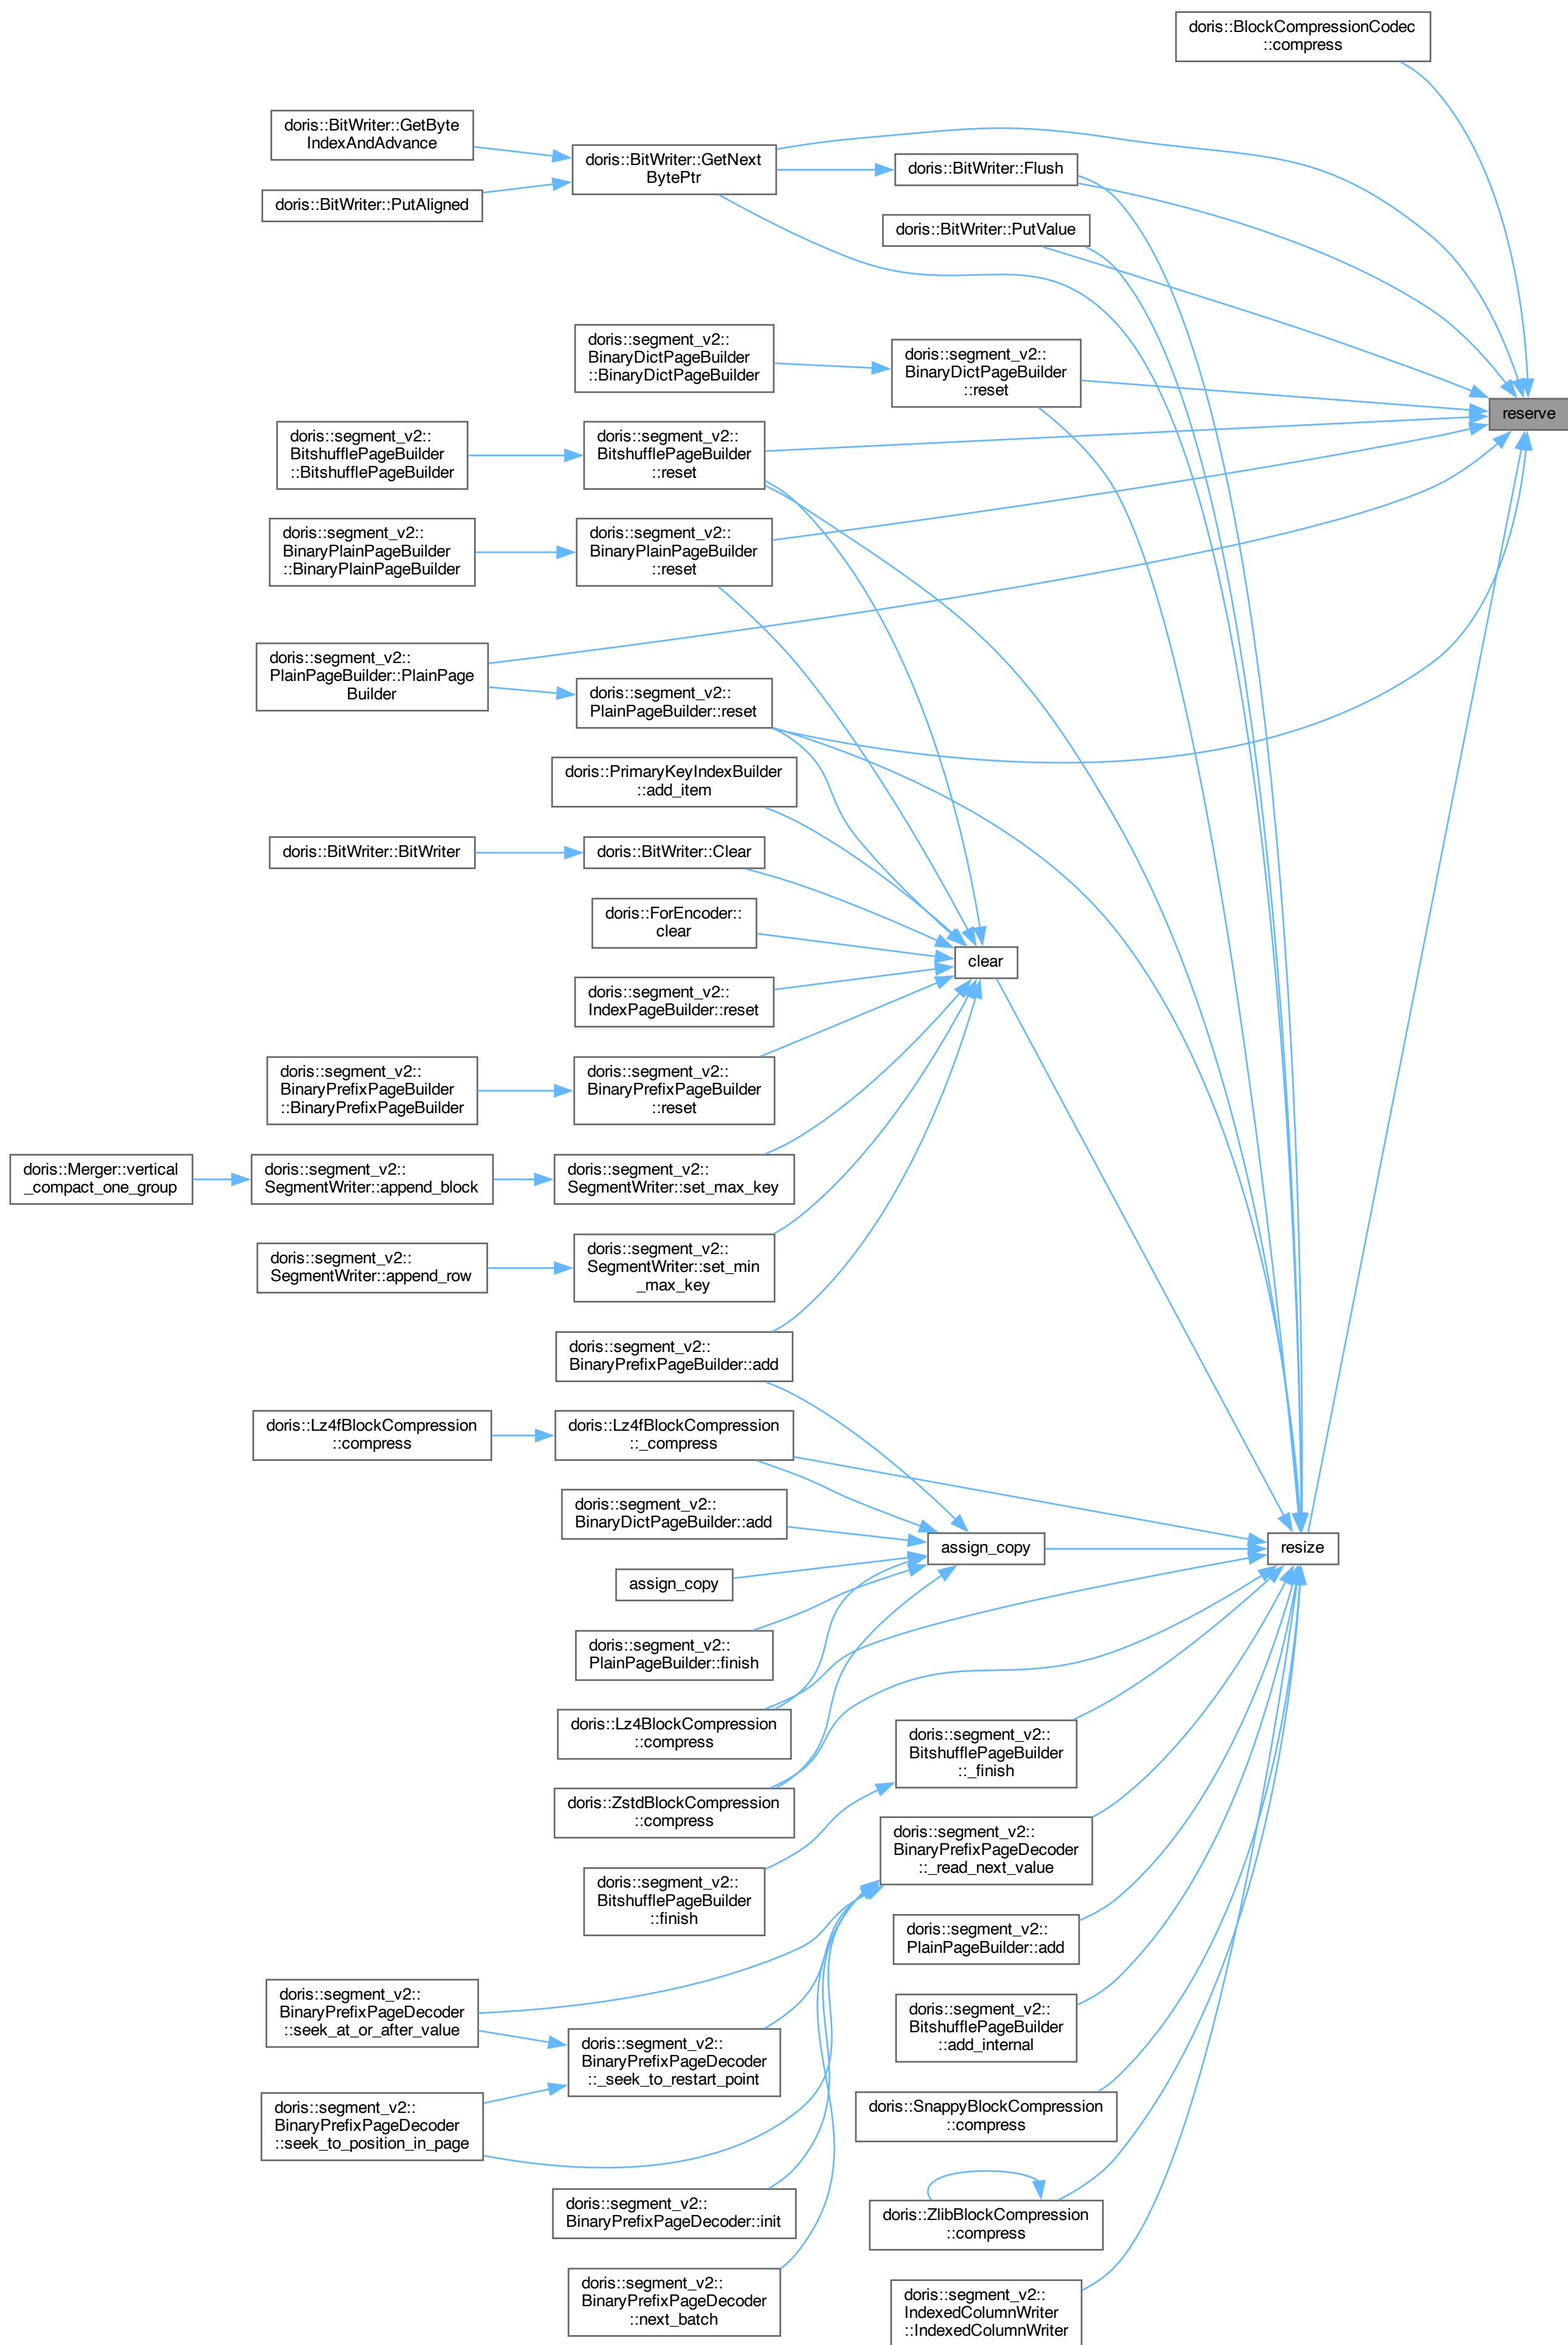 doris::BlockCompressionCodec
::compress
doris::BitWriter::GetByte
IndexAndAdvance
doris::BitWriter::GetNext
BytePtr
doris::BitWriter::Flush
doris::BitWriter::PutAligned
doris::BitWriter::PutValue
doris::segment_v2::
BinaryDictPageBuilder
::BinaryDictPageBuilder
doris::segment_v2::
BinaryDictPageBuilder
::reset
reserve
doris::segment_v2::
BitshufflePageBuilder
::BitshufflePageBuilder
doris::segment_v2::
BitshufflePageBuilder
::reset
doris::segment_v2::
BinaryPlainPageBuilder
::BinaryPlainPageBuilder
doris::segment_v2::
BinaryPlainPageBuilder
::reset
doris::segment_v2::
PlainPageBuilder::PlainPage
Builder
doris::segment_v2::
PlainPageBuilder::reset
doris::PrimaryKeyIndexBuilder
::add_item
doris::BitWriter::BitWriter
doris::BitWriter::Clear
doris::ForEncoder::
clear
clear
doris::segment_v2::
IndexPageBuilder::reset
doris::segment_v2::
BinaryPrefixPageBuilder
::BinaryPrefixPageBuilder
doris::segment_v2::
BinaryPrefixPageBuilder
::reset
doris::Merger::vertical
_compact_one_group
doris::segment_v2::
SegmentWriter::append_block
doris::segment_v2::
SegmentWriter::set_max_key
doris::segment_v2::
SegmentWriter::append_row
doris::segment_v2::
SegmentWriter::set_min
_max_key
doris::segment_v2::
BinaryPrefixPageBuilder::add
doris::Lz4fBlockCompression
::compress
doris::Lz4fBlockCompression
::_compress
doris::segment_v2::
BinaryDictPageBuilder::add
assign_copy
resize
assign_copy
doris::segment_v2::
PlainPageBuilder::finish
doris::Lz4BlockCompression
::compress
doris::segment_v2::
BitshufflePageBuilder
::_finish
doris::ZstdBlockCompression
::compress
doris::segment_v2::
BinaryPrefixPageDecoder
::_read_next_value
doris::segment_v2::
BitshufflePageBuilder
::finish
doris::segment_v2::
PlainPageBuilder::add
doris::segment_v2::
BinaryPrefixPageDecoder
::seek_at_or_after_value
doris::segment_v2::
BitshufflePageBuilder
::add_internal
doris::segment_v2::
BinaryPrefixPageDecoder
::_seek_to_restart_point
doris::segment_v2::
BinaryPrefixPageDecoder
::seek_to_position_in_page
doris::SnappyBlockCompression
::compress
doris::segment_v2::
BinaryPrefixPageDecoder::init
doris::ZlibBlockCompression
::compress
doris::segment_v2::
BinaryPrefixPageDecoder
::next_batch
doris::segment_v2::
IndexedColumnWriter
::IndexedColumnWriter